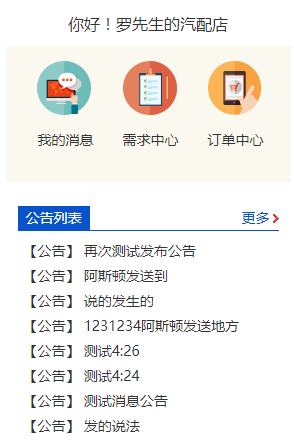 你好！罗先生的汽配店
我的消息 需求中心 订单中心
公告列表 更多
【公告】 再次测试发布公告
【公告】 阿斯顿发送到
【公告】 说的发生的
【公告】 1231234阿斯顿发送地方
【公告】 测试4:26
【公告】 测试4:24
【公告】 测试消息公告
【公告】 发的说法